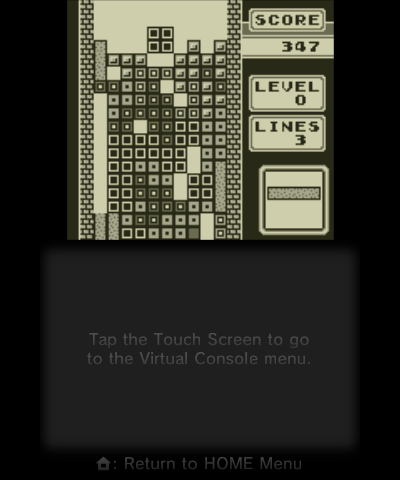 SCORE
347
LEVEL
0
LINES
3
Tap the Touch Screen to go
to the Virtual Console menu.
: Return to HOME Menu